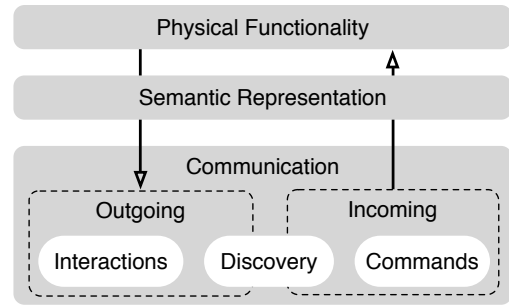 Physical Functionality
Semantic Representation
Communication
Outgoing
Incoming
Interactions
Discovery
Commands